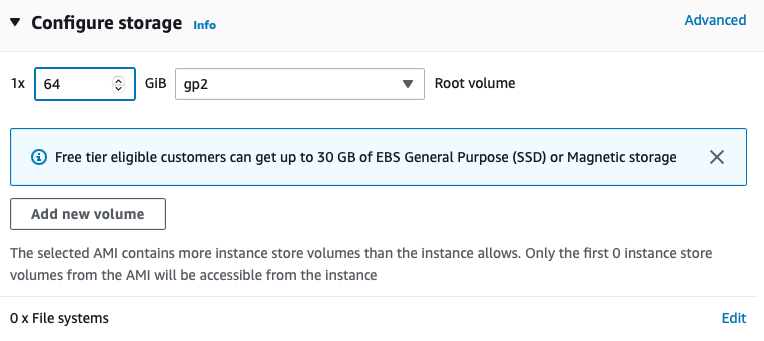 Configure storage Info Advanced
1x 64 GiB gp2 Root volume
Free tier eligible customers can get up to 30 GB of EBS General Purpose (SSD) or Magnetic storage
Add new volume
The selected AMI contains more instance store volumes than the instance allows. Only the first 0 instance store
volumes from the AMI will be accessible from the instance
0 x File systems Edit